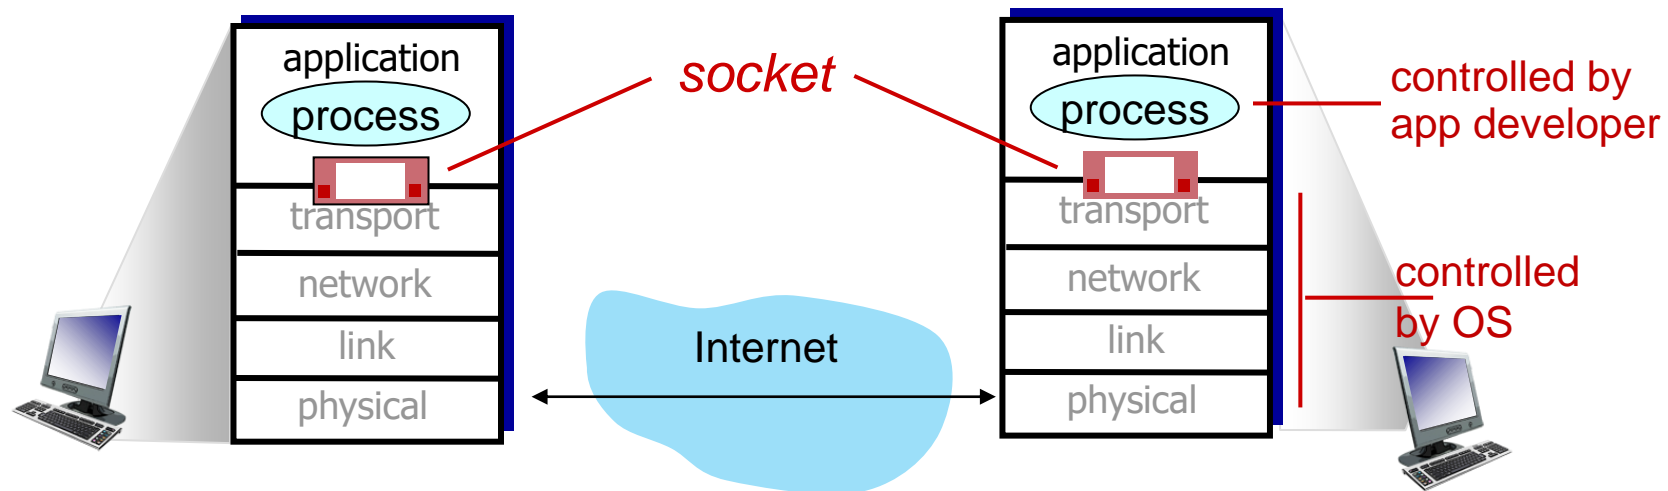 application
process
transport
network
link
physical
socket
Internet
application
process
transport
network
link
physical
controlled by
app developer
controlled
by OS